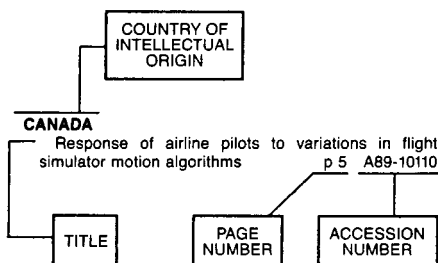 COUNTRY OF
INTELLECTUAL
ORIGIN
CANADA
Response of airline pilots to variations in flight
simulator motion algorithms p 5 A89-10110
TITLE
PAGE
NUMBER
ACCESSION
NUMBER